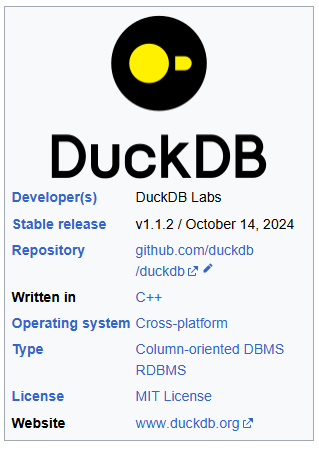 DuckDB
Developer(s) DuckDB Labs
Stable release v1.1.2 / October 14, 2024
Repository github.com/duckdb
/duckdb
Written in C++
Operating system Cross-platform
Type Column-oriented DBMS
RDBMS
License MIT License
Website www.duckdb.org